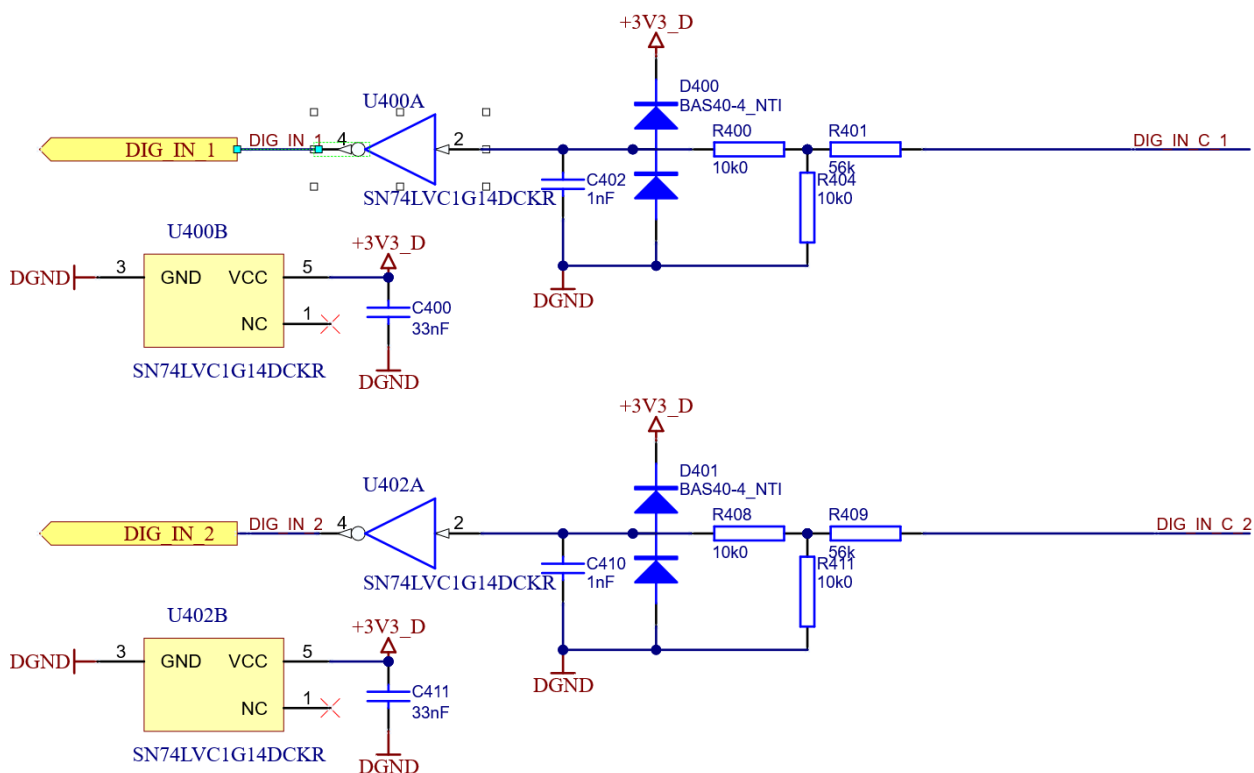 +3V3_D
D400
BAS40-4_NTI
U400A
DIG_IN_1
DIG_IN_1
4
2
R400
10k0
R401
56k
DIG_IN_C_1
C402
1nF
R404
10k0
SN74LVC1G14DCKR
DGND
U400B
+3V3_D
DGND
3
GND
VCC
5
NC
1
C400
33nF
SN74LVC1G14DCKR
DGND
+3V3_D
D401
BAS40-4_NTI
U402A
DIG_IN_2
DIG_IN_2
4
2
R408
10k0
R409
56k
DIG_IN_C_2
C410
1nF
R411
10k0
SN74LVC1G14DCKR
DGND
U402B
+3V3_D
DGND
3
GND
VCC
5
NC
1
C411
33nF
SN74LVC1G14DCKR
DGND